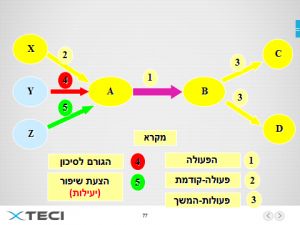 X
2
C
3
4
1
Y
A
B
5
3
Z
D
מקרא
1 הפעולה
4 הגורם לסיכון
2 פעולה-קודמת
5 הצעת שיפור
(יעילות)
3 פעולות-המשך
XTECI
77